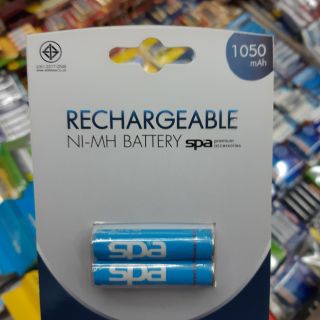 1050
mAh
RECHARGEABLE
NI-MH BATTERY spa premium
accessories
spa
spa